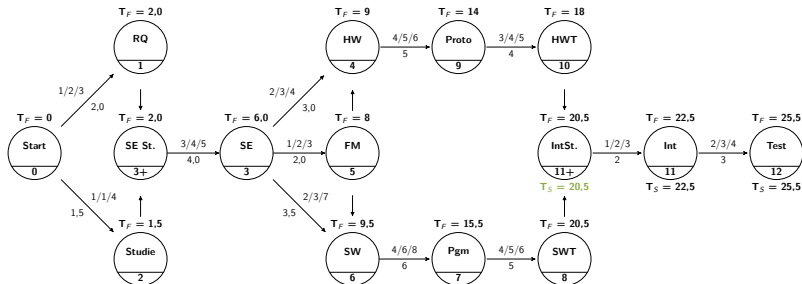 T_F = 2,0
RQ
1
T_F = 9
HW
4
4/5/6
5
T_F = 14
Proto
9
3/4/5
4
T_F = 18
HWT
10
1/2/3
2,0
2/3/4
3,0
T_F = 0
Start
0
T_F = 2,0
SE St.
3+
3/4/5
4,0
T_F = 6,0
SE
3
1/2/3
2,0
T_F = 8
FM
5
T_F = 20,5
IntSt.
11+
T_S = 20,5
1/2/3
2
T_F = 22,5
Int
11
T_S = 22,5
2/3/4
3
T_F = 25,5
Test
12
T_S = 25,5
1/1/4
1,5
2/3/7
3,5
T_F = 1,5
Studie
2
T_F = 9,5
SW
6
4/6/8
6
T_F = 15,5
Pgm
7
4/5/6
5
T_F = 20,5
SWT
8